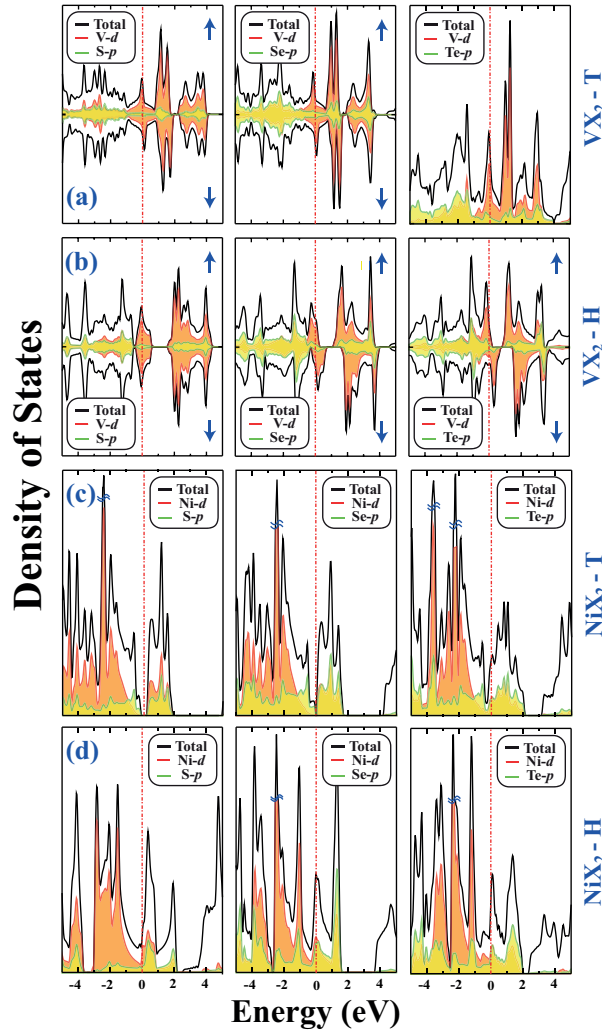 Total
V-d
S-p
Total
V-d
Se-p
Total
V-d
Te-p
(a)
VX₂ - T
(b)
Total
V-d
S-p
Total
V-d
Se-p
Total
V-d
Te-p
VX₂ - H
Density of States
(c)
Total
Ni-d
S-p
Total
Ni-d
Se-p
Total
Ni-d
Te-p
NiX₂ - T
(d)
Total
Ni-d
S-p
Total
Ni-d
Se-p
Total
Ni-d
Te-p
NiX₂ - H
-4 -2 0 2 4 -4 -2 0 2 4 -4 -2 0 2 4
Energy (eV)